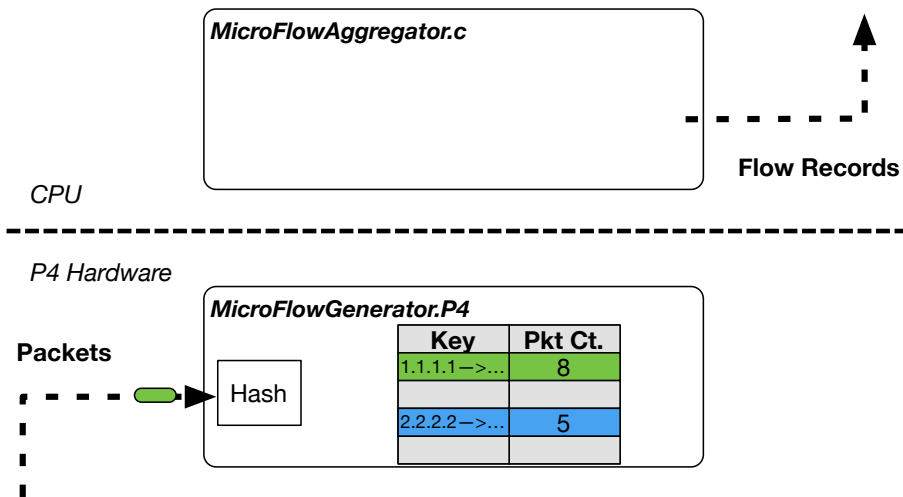 MicroFlowAggregator.c
Flow Records
CPU
P4 Hardware
MicroFlowGenerator.P4
Packets
Hash
Key Pkt Ct.
1.1.1.1—>... 8
2.2.2.2—>... 5